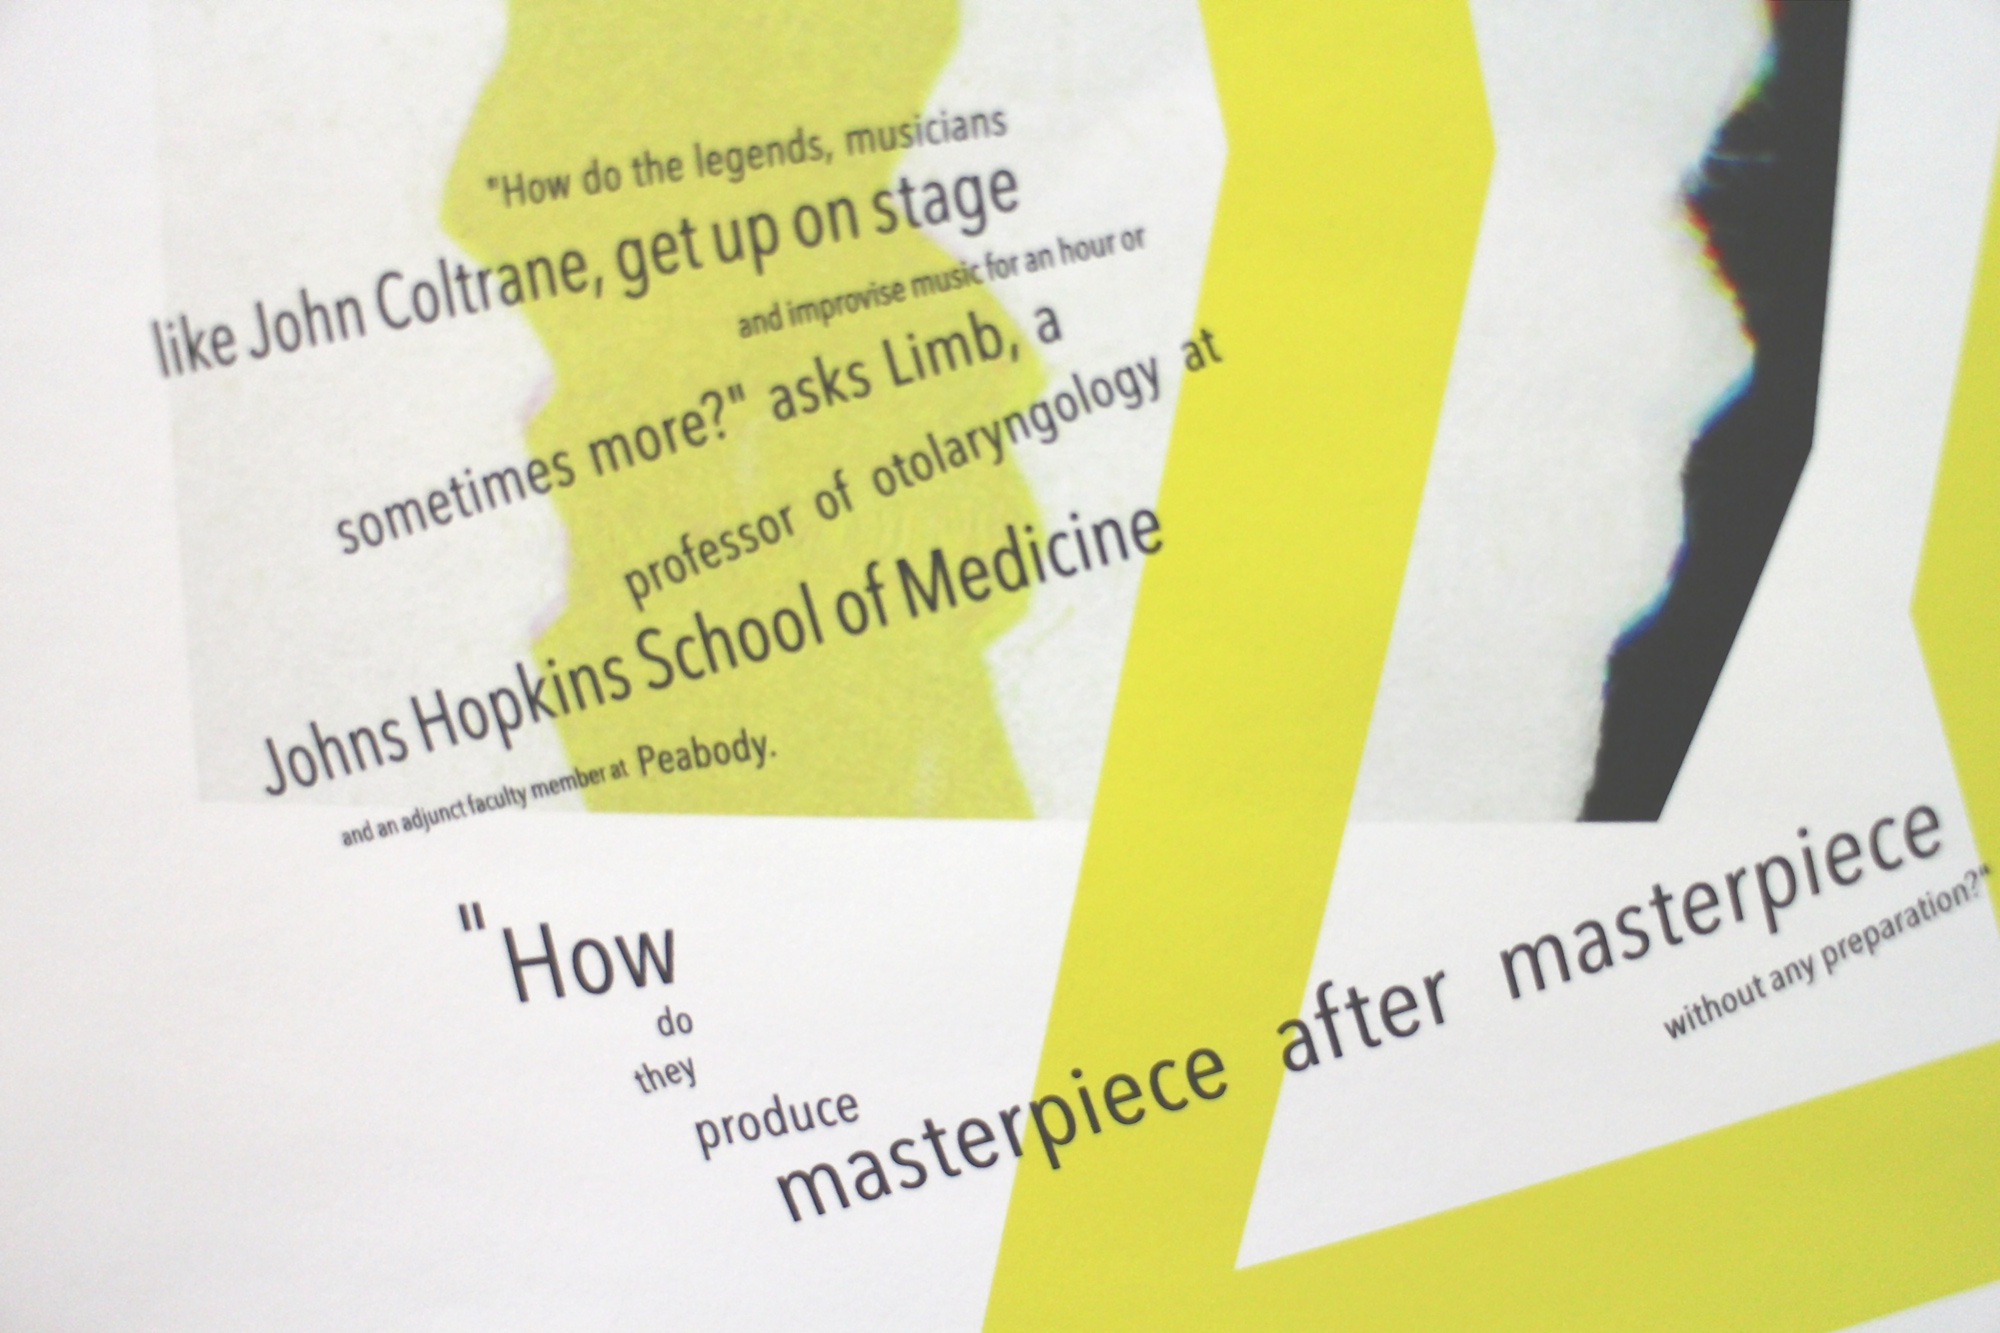 "How do the legends, musicians
like John Coltrane, get up on stage
and improvise music for an hour or
sometimes more?" asks Limb, a
professor of otolaryngology at
Johns Hopkins School of Medicine
and an adjunct faculty member at Peabody.
"How
do
they
produce
masterpiece after masterpiece
without any preparation?"